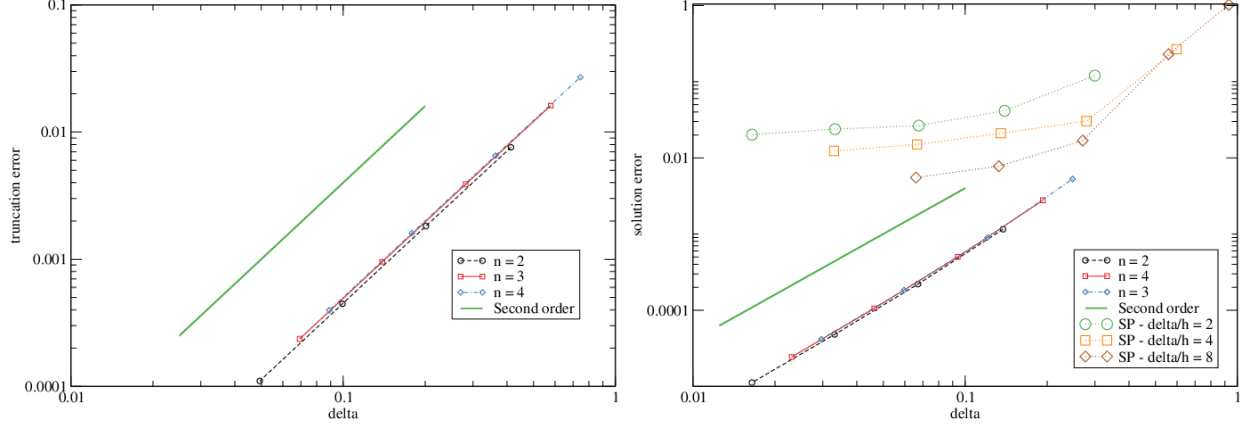 0.1
0.01
0.001
0.0001
truncation error
0.01
0.1
1
delta
n = 2
n = 3
n = 4
Second order
1
0.01
0.0001
solution error
0.01
0.1
1
delta
n = 2
n = 4
n = 3
Second order
SP - delta/h = 2
SP - delta/h = 4
SP - delta/h = 8